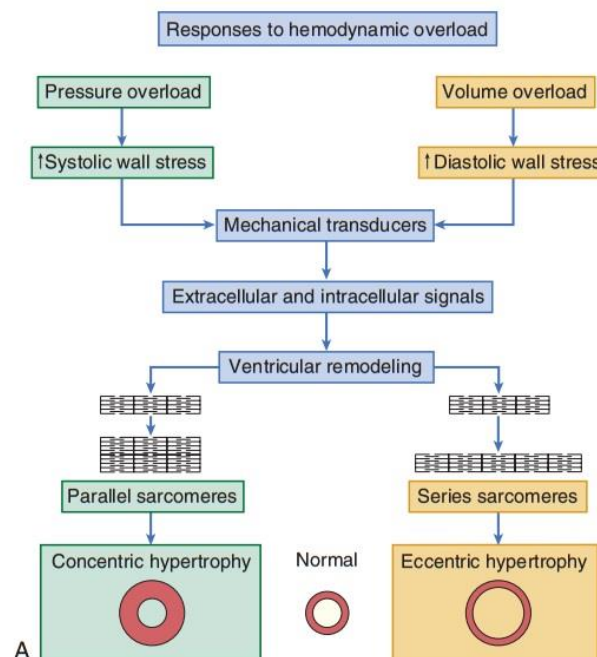 Responses to hemodynamic overload
Pressure overload
Volume overload
↑Systolic wall stress
↑Diastolic wall stress
Mechanical transducers
Extracellular and intracellular signals
Ventricular remodeling
Parallel sarcomeres
Series sarcomeres
Concentric hypertrophy
Normal
Eccentric hypertrophy
A